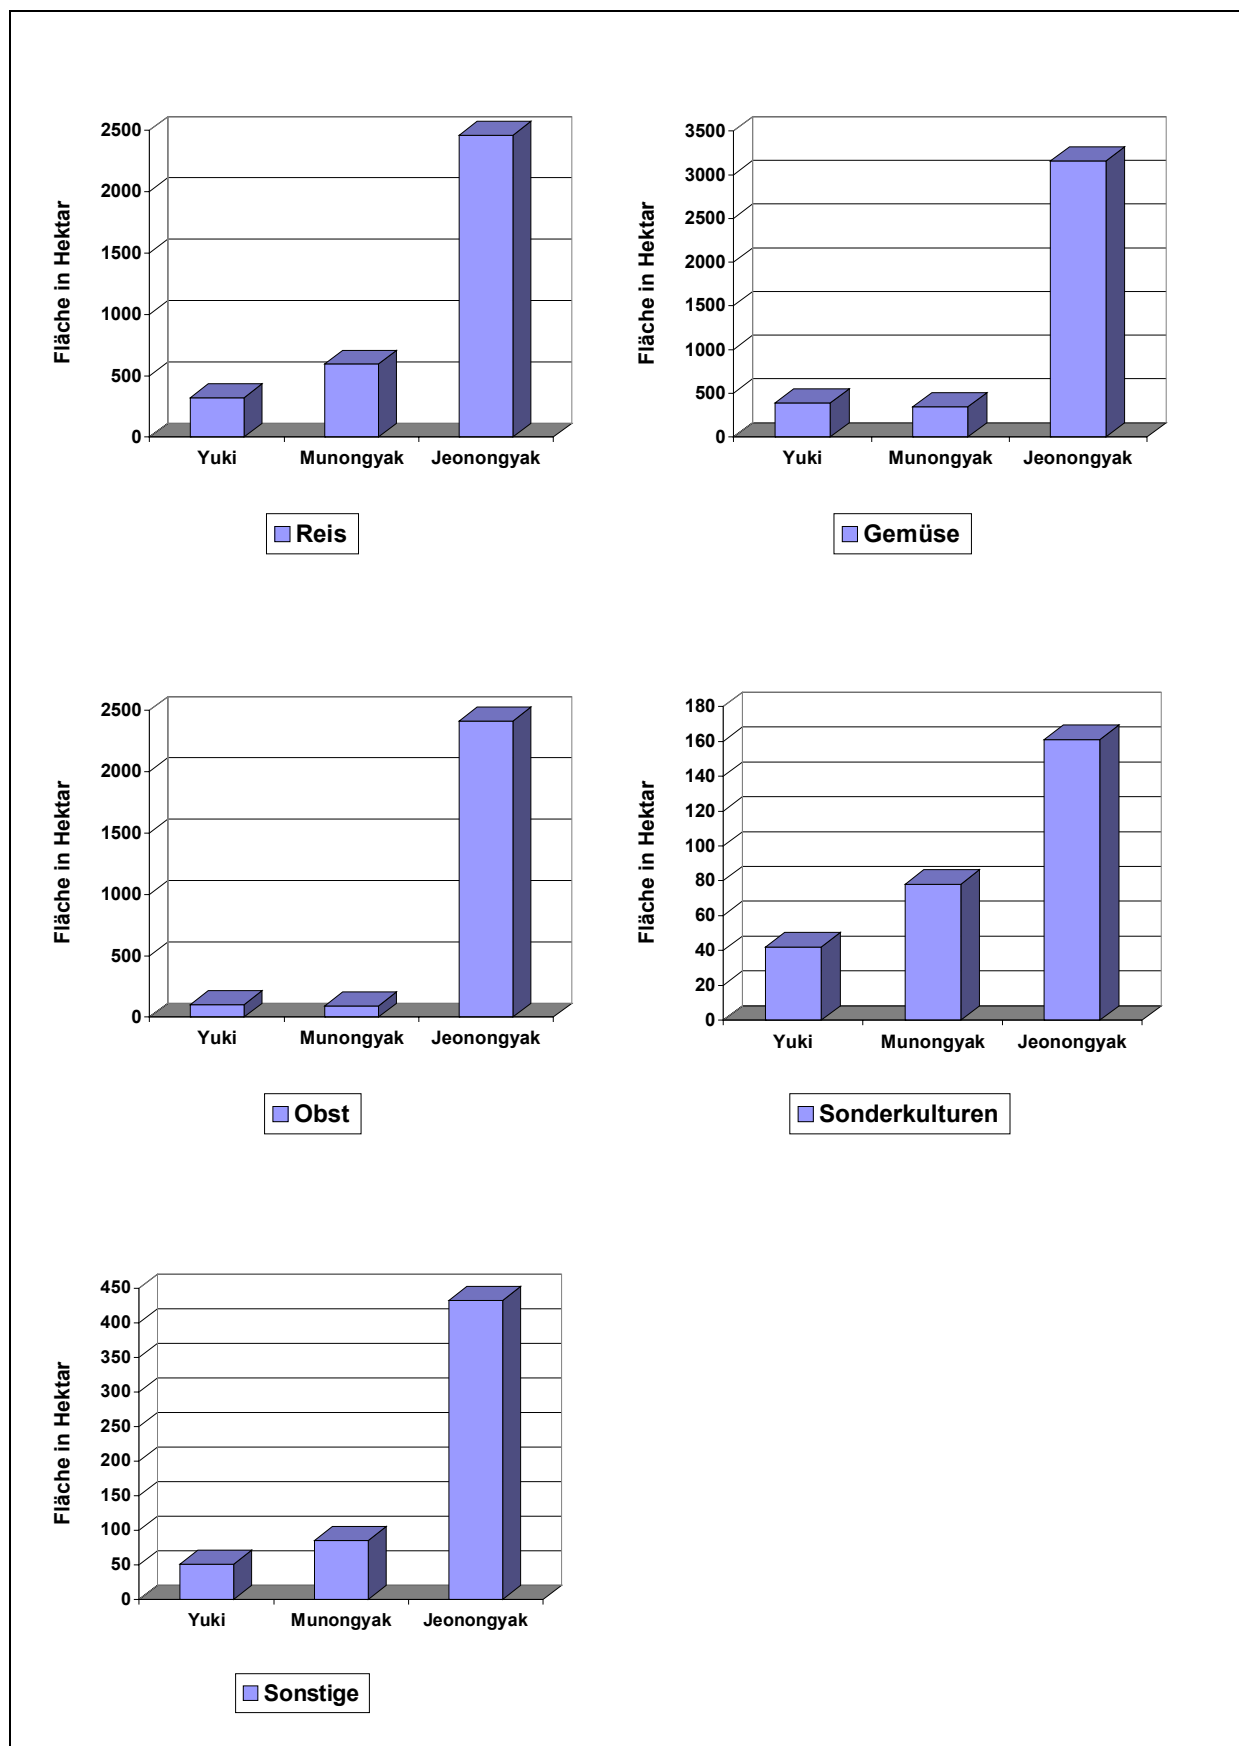 Fläche in Hektar
2500
2000
1500
1000
500
0
Yuki Munongyak Jeonongyak
Reis
Fläche in Hektar
3500
3000
2500
2000
1500
1000
500
0
Yuki Munongyak Jeonongyak
Gemüse
Fläche in Hektar
2500
2000
1500
1000
500
0
Yuki Munongyak Jeonongyak
Obst
Fläche in Hektar
180
160
140
120
100
80
60
40
20
0
Yuki Munongyak Jeonongyak
Sonderkulturen
Fläche in Hektar
450
400
350
300
250
200
150
100
50
0
Yuki Munongyak Jeonongyak
Sonstige